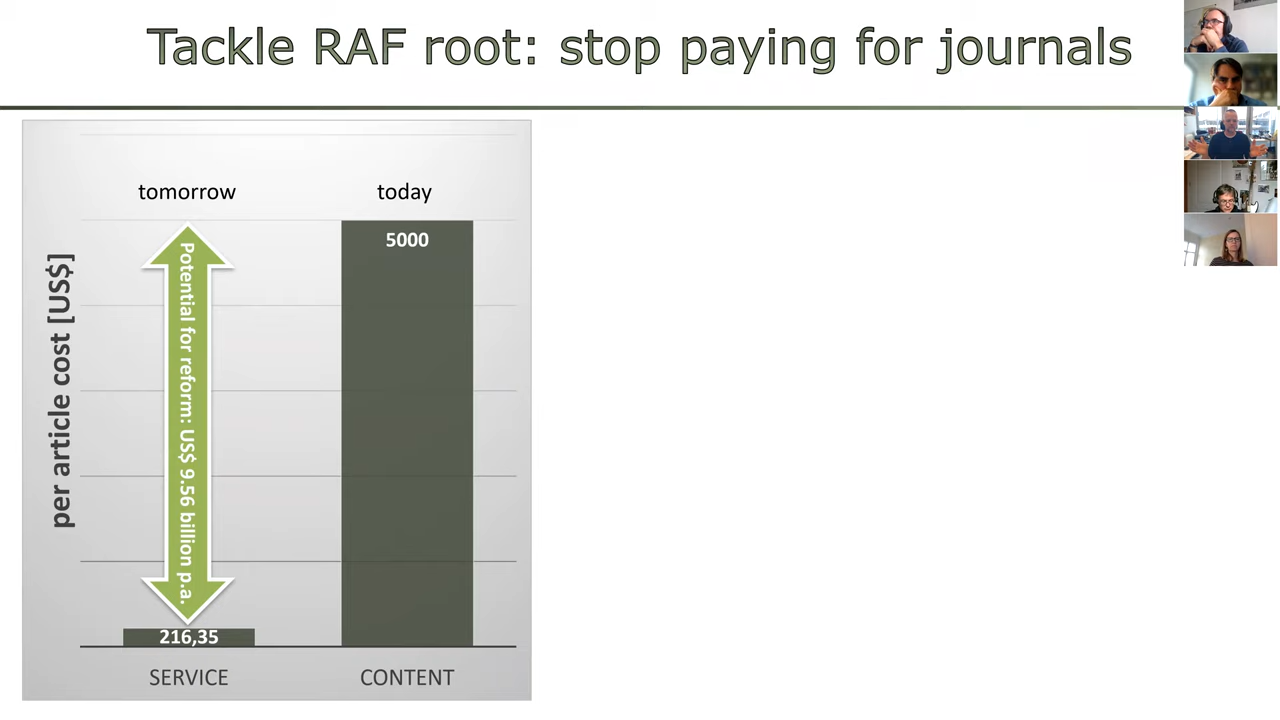 Tackle RAF root: stop paying for journals
tomorrow
today
5000
per article cost [US$]
Potential for reform: US$ 9.56 billion p.a.
216,35
SERVICE
CONTENT